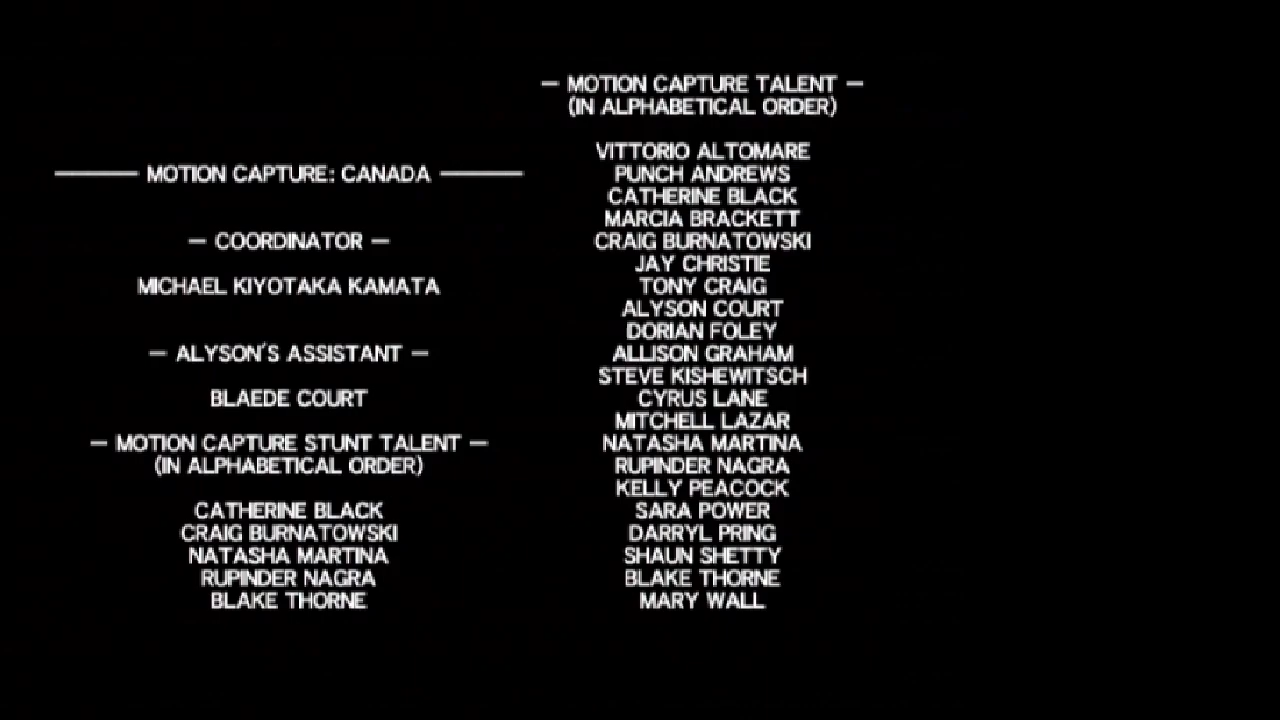 — MOTION CAPTURE: CANADA —
— COORDINATOR —
MICHAEL KIYOTAKA KAMATA
— ALYSON'S ASSISTANT —
BLAEDE COURT
— MOTION CAPTURE STUNT TALENT —
(IN ALPHABETICAL ORDER)
CATHERINE BLACK
CRAIG BURNATOWSKI
NATASHA MARTINA
RUPINDER NAGRA
BLAKE THORNE
— MOTION CAPTURE TALENT —
(IN ALPHABETICAL ORDER)
VITTORIO ALTOMARE
PUNCH ANDREWS
CATHERINE BLACK
MARCIA BRACKETT
CRAIG BURNATOWSKI
JAY CHRISTIE
TONY CRAIG
ALYSON COURT
DORIAN FOLEY
ALLISON GRAHAM
STEVE KISHEWITSCH
CYRUS LANE
MITCHELL LAZAR
NATASHA MARTINA
RUPINDER NAGRA
KELLY PEACOCK
SARA POWER
DARRYL PRING
SHAUN SHETTY
BLAKE THORNE
MARY WALL